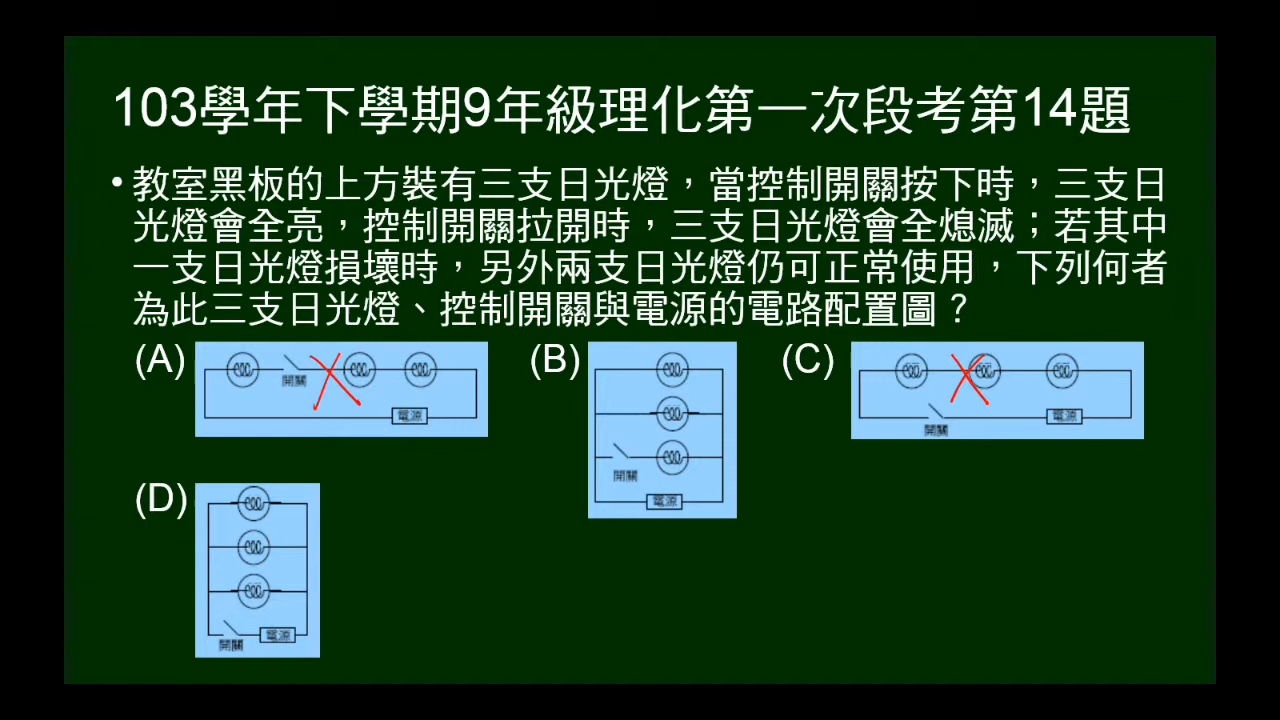 103學年下學期9年級理化第一次段考第14題
•教室黑板的上方裝有三支日光燈，當控制開關按下時，三支日
光燈會全亮，控制開關拉開時，三支日光燈會全熄滅；若其中
一支日光燈損壞時，另外兩支日光燈仍可正常使用，下列何者
為此三支日光燈、控制開關與電源的電路配置圖？
(A)
開關
電源
(B)
開關
電源
(C)
開關
電源
(D)
開關
電源